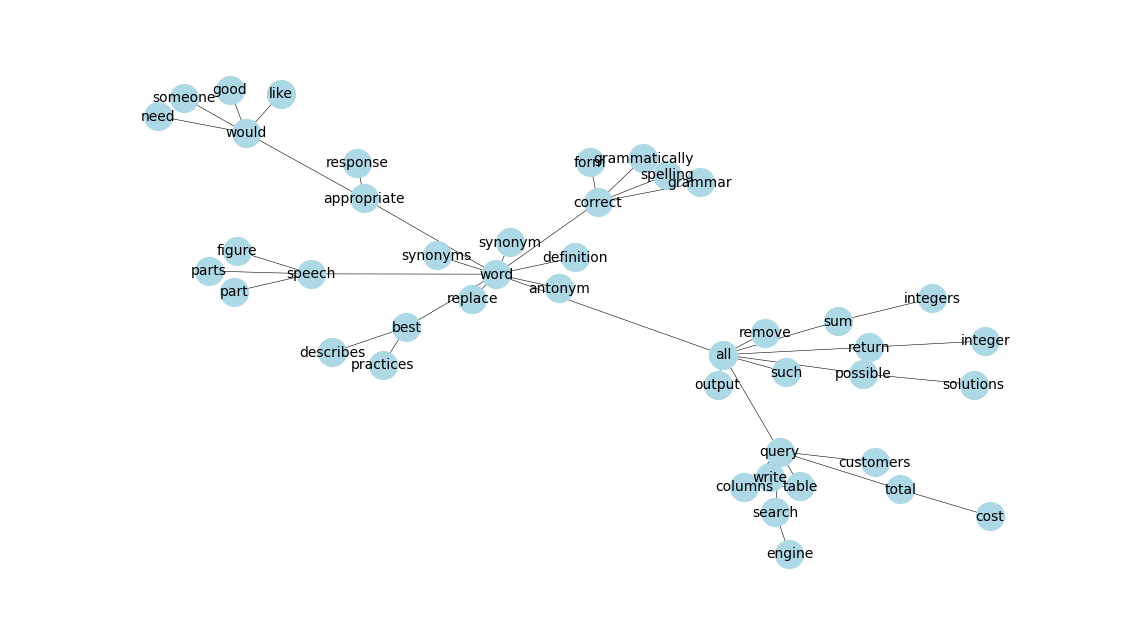 good
like
someone
need
would
response
appropriate
form
grammatically
spelling
grammar
correct
synonym
synonyms
definition
figure
parts
speech
word
part
antonym
replace
best
describes
practices
integers
sum
remove
return
integer
all
such
possible
output
solutions
query
customers
write
columns
table
total
search
cost
engine